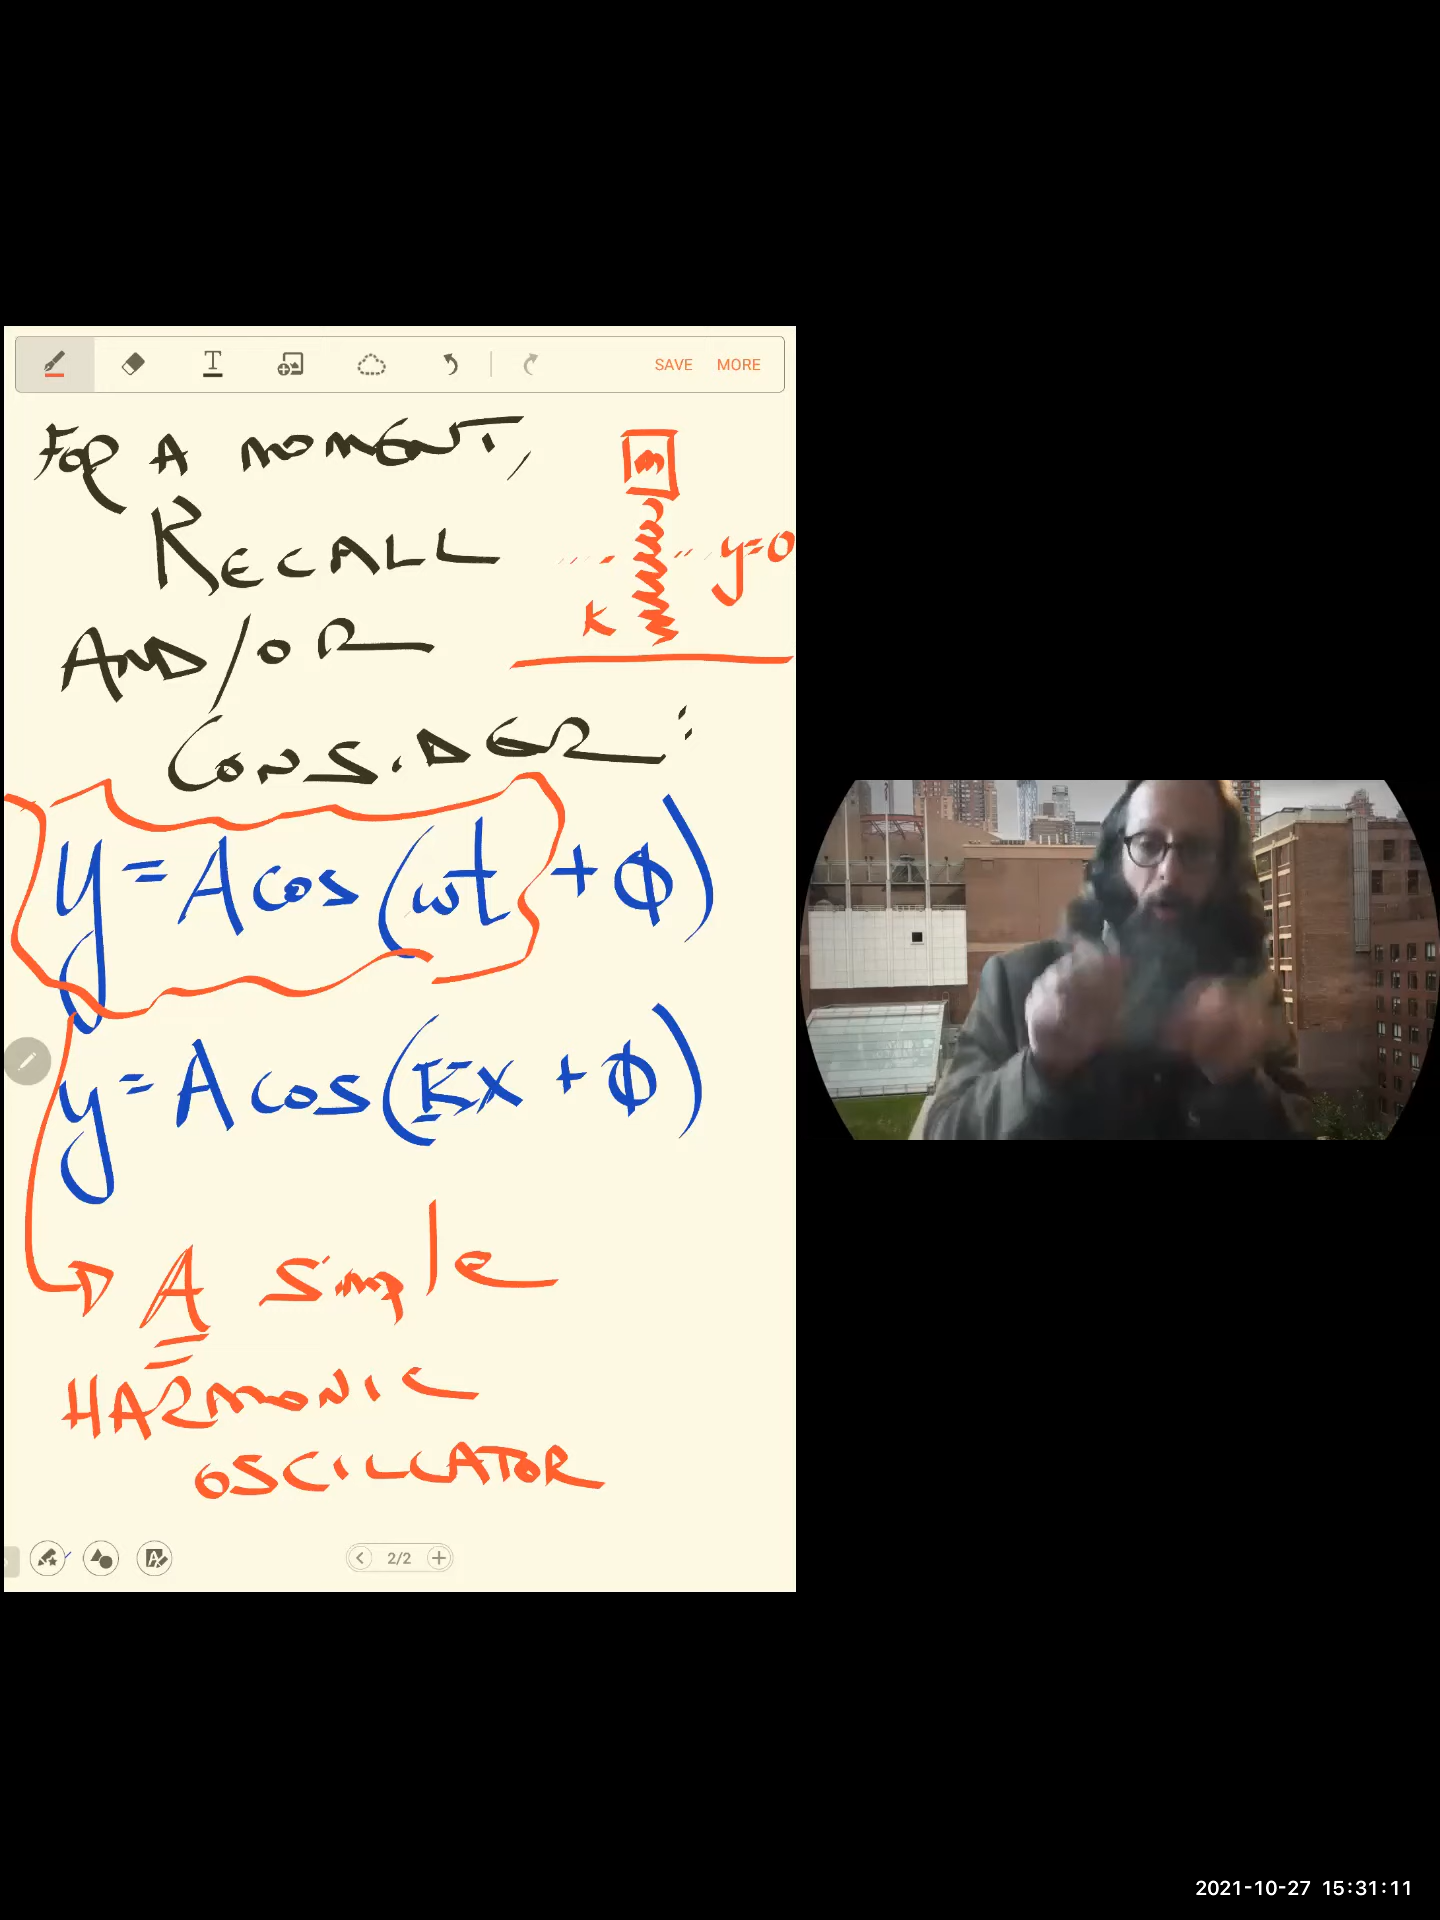 SAVE MORE
FOR A MOMENT,
RECALL
AND/OR
CONSIDER:
m
y=0
k
y=Acos(ωt+φ)
y=Acos(kx+φ)
A simple
HARMONIC
OSCILLATOR
2/2
2021-10-27 15:31:11